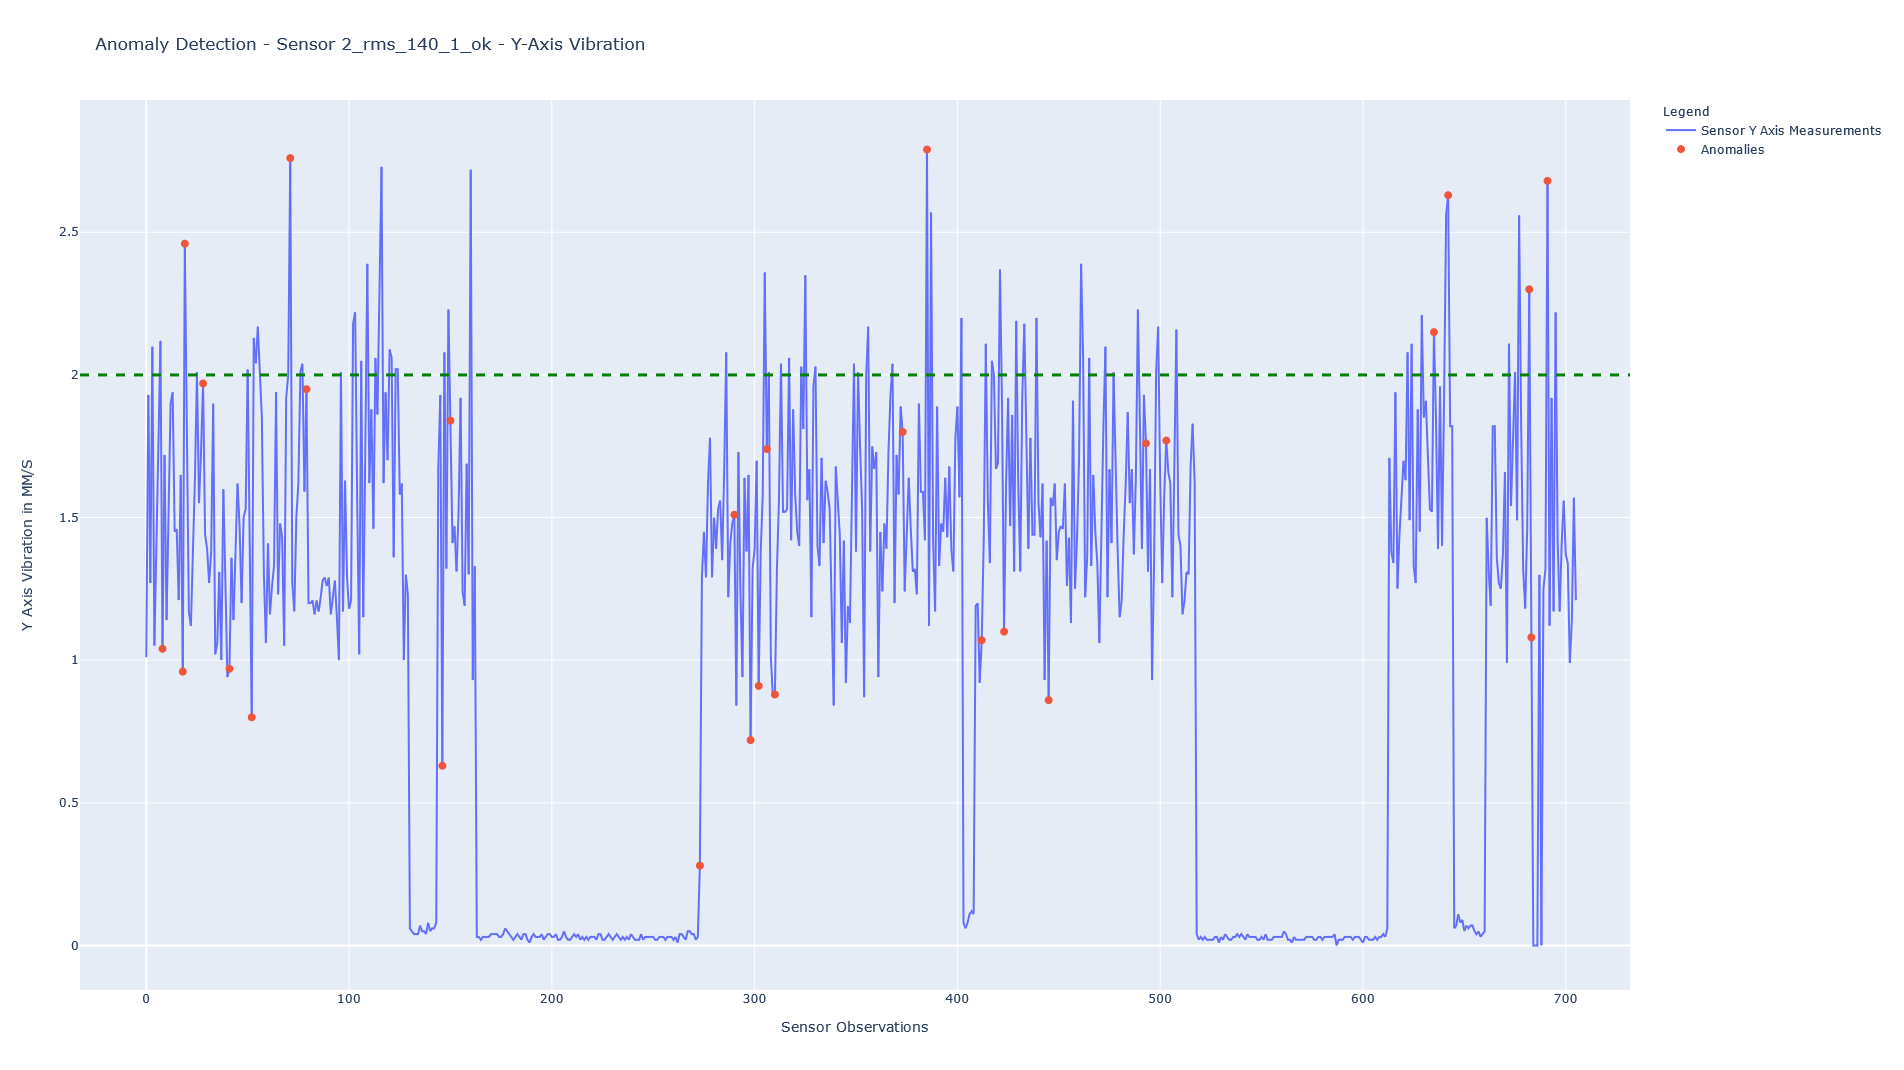 Anomaly Detection - Sensor 2_rms_140_1_ok - Y-Axis Vibration
Legend
Sensor Y Axis Measurements
Anomalies
Y Axis Vibration in MM/S
2.5
2
1.5
1
0.5
0
0 100 200 300 400 500 600 700
Sensor Observations